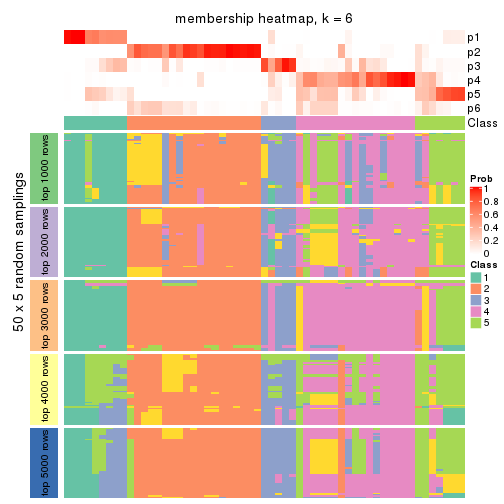 membership heatmap, k = 6
p1
p2
p3
p4
p5
p6
Class
50 x 5 random samplings
top 1000 rows
top 2000 rows
top 3000 rows
top 4000 rows
top 5000 rows
Prob
1
0.8
0.6
0.4
0.2
0
Class
1
2
3
4
5